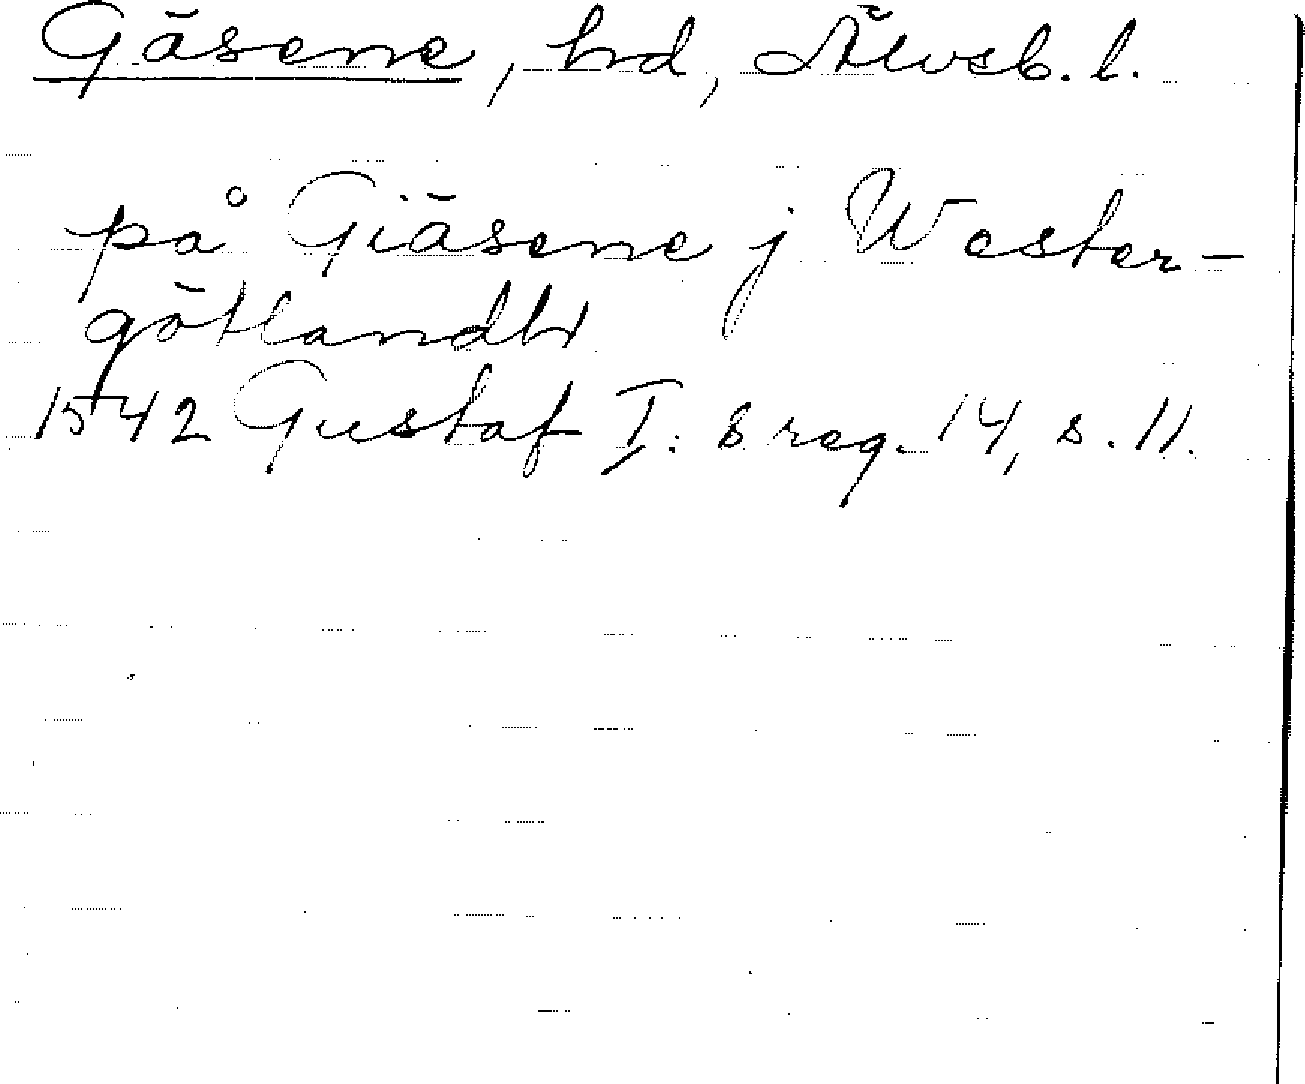 Gäsene, hd, Älvsb. l.
på Giäsene j Wester-
götlandh
1542 Gustaf I:s reg. 14, s. 11.